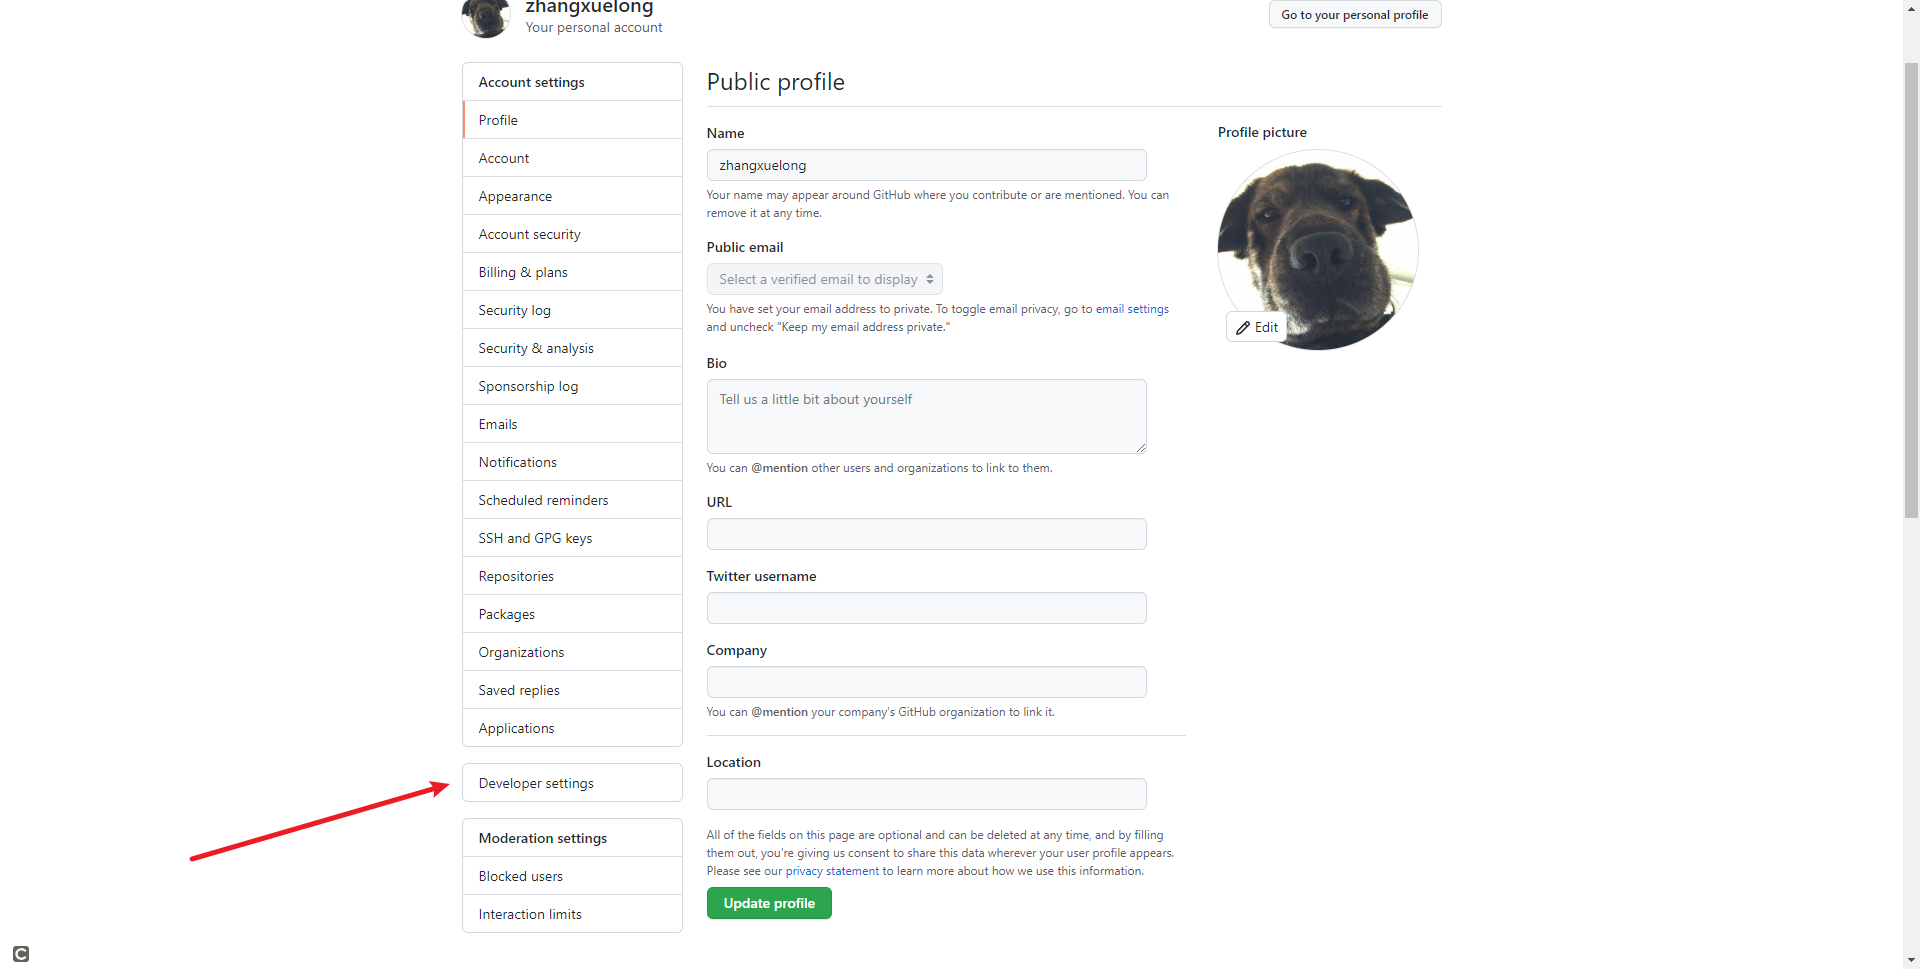 zhangxuelong
Your personal account
Go to your personal profile
Account settings
Profile
Account
Appearance
Account security
Billing & plans
Security log
Security & analysis
Sponsorship log
Emails
Notifications
Scheduled reminders
SSH and GPG keys
Repositories
Packages
Organizations
Saved replies
Applications
Developer settings
Moderation settings
Blocked users
Interaction limits
Public profile
Name
zhangxuelong
Your name may appear around GitHub where you contribute or are mentioned. You can
remove it at any time.
Public email
Select a verified email to display
You have set your email address to private. To toggle email privacy, go to email settings
and uncheck "Keep my email address private."
Bio
Tell us a little bit about yourself
You can @mention other users and organizations to link to them.
URL
Twitter username
Company
You can @mention your company's GitHub organization to link it.
Location
All of the fields on this page are optional and can be deleted at any time, and by filling
them out, you're giving us consent to share this data wherever your user profile appears.
Please see our privacy statement to learn more about how we use this information.
Update profile
Profile picture
Edit
C